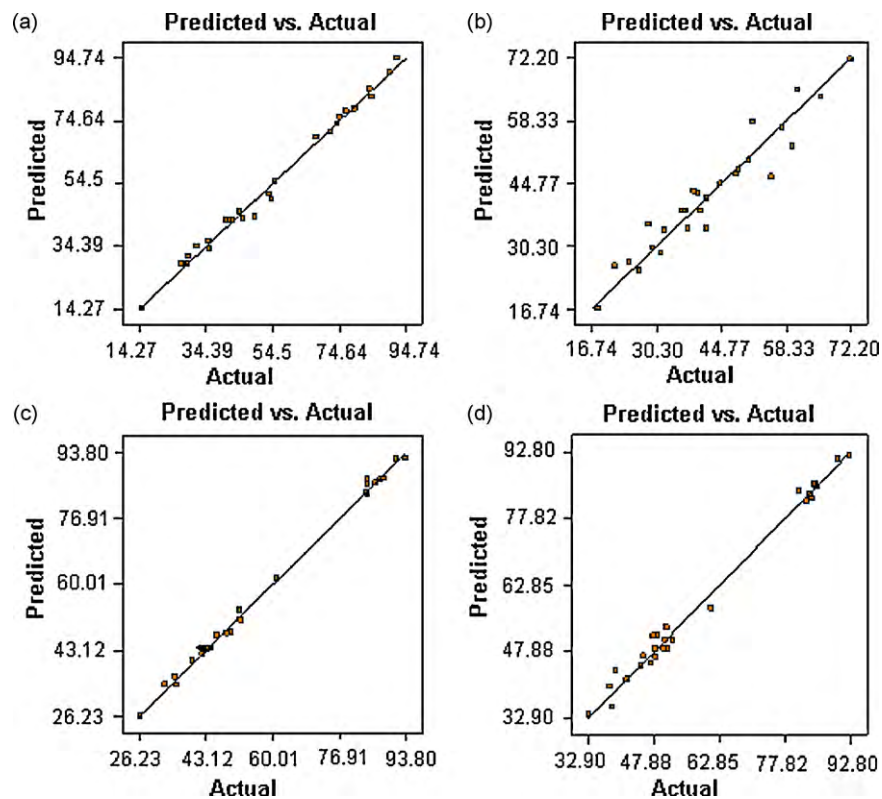 (a) Predicted vs. Actual
94.74
74.64
54.5
34.39
14.27
Predicted
14.27 34.39 54.5 74.64 94.74
Actual
(b) Predicted vs. Actual
72.20
58.33
44.77
30.30
16.74
Predicted
16.74 30.30 44.77 58.33 72.20
Actual
(c) Predicted vs. Actual
93.80
76.91
60.01
43.12
26.23
Predicted
26.23 43.12 60.01 76.91 93.80
Actual
(d) Predicted vs. Actual
92.80
77.82
62.85
47.88
32.90
Predicted
32.90 47.88 62.85 77.82 92.80
Actual